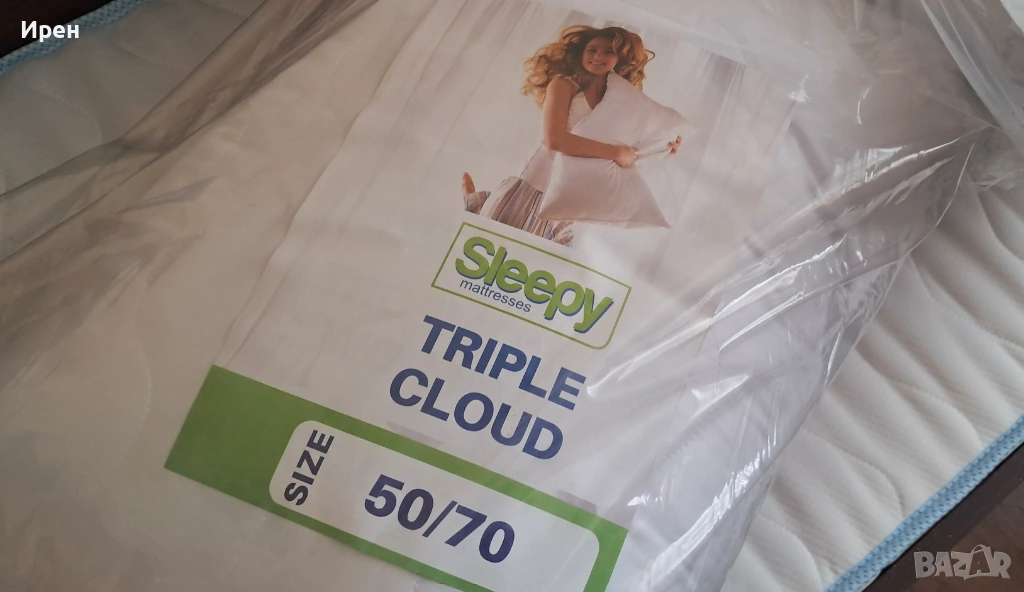 Ирен
Sleepy
mattresses
TRIPLE
CLOUD
SIZE
50/70
BAZAR